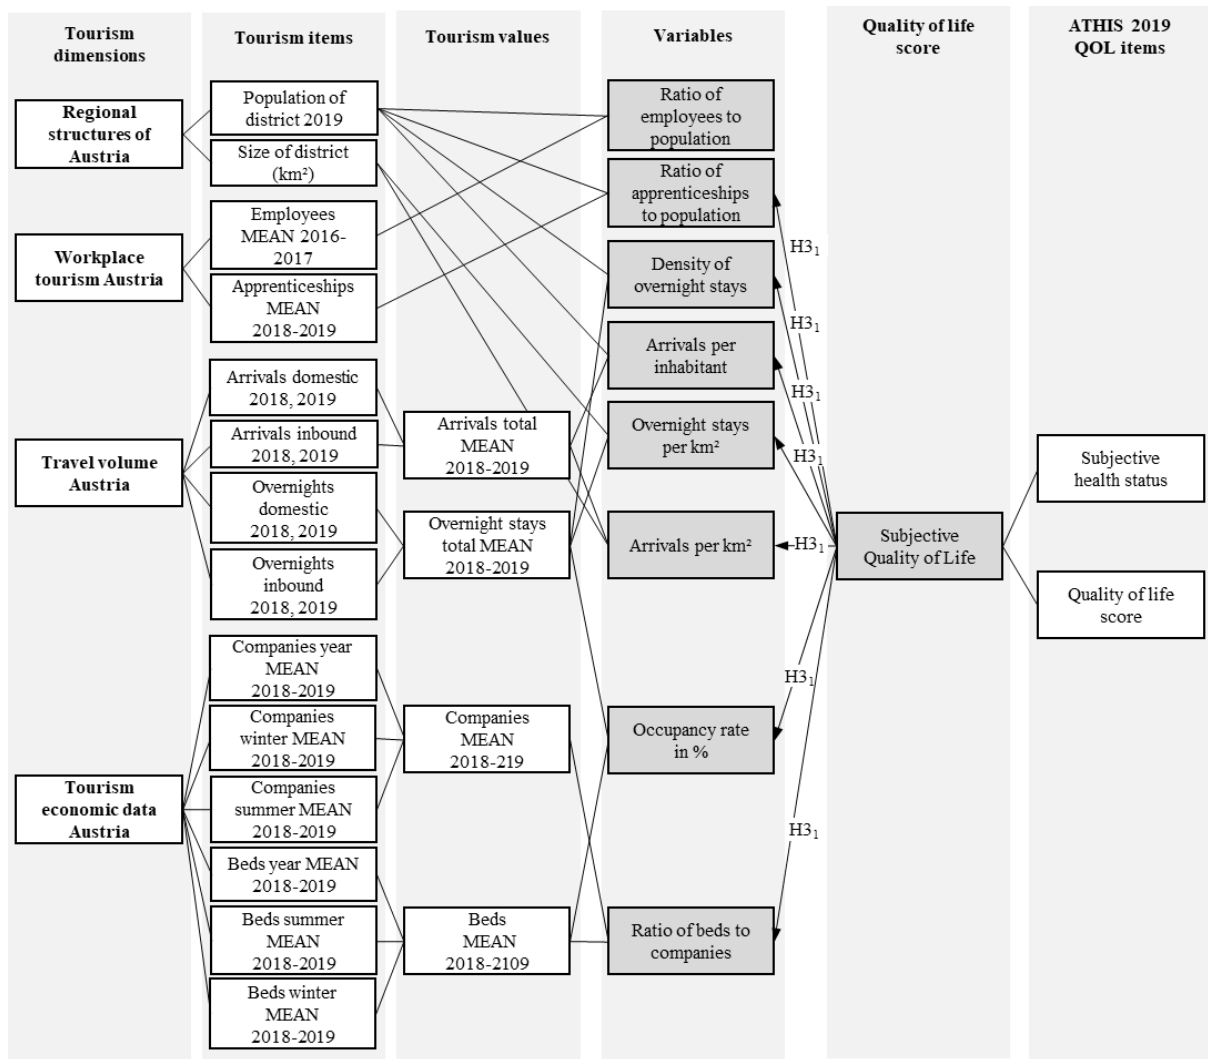 Tourism
dimensions
Tourism items
Tourism values
Variables
Quality of life
score
ATHIS 2019
QOL items
Regional
structures of
Austria
Workplace
tourism Austria
Travel volume
Austria
Tourism
economic data
Austria
Population of
district 2019
Size of district
(km²)
Employees
MEAN 2016-
2017
Apprenticeships
MEAN
2018-2019
Arrivals domestic
2018, 2019
Arrivals inbound
2018, 2019
Overnights
domestic
2018, 2019
Overnights
inbound
2018, 2019
Companies year
MEAN
2018-2019
Companies
winter MEAN
2018-2019
Companies
summer MEAN
2018-2019
Beds year MEAN
2018-2019
Beds summer
MEAN
2018-2019
Beds winter
MEAN
2018-2019
Arrivals total
MEAN
2018-2019
Overnight stays
total MEAN
2018-2019
Companies
MEAN
2018-219
Beds
MEAN
2018-2109
Ratio of
employees to
population
Ratio of
apprenticeships
to population
Density of
overnight stays
Arrivals per
inhabitant
Overnight stays
per km²
Arrivals per km²
Occupancy rate
in %
Ratio of beds to
companies
H3₁
H3₁
H3₁
H3₁
H3₁
H3₁
H3₁
Subjective
Quality of Life
Subjective
health status
Quality of life
score